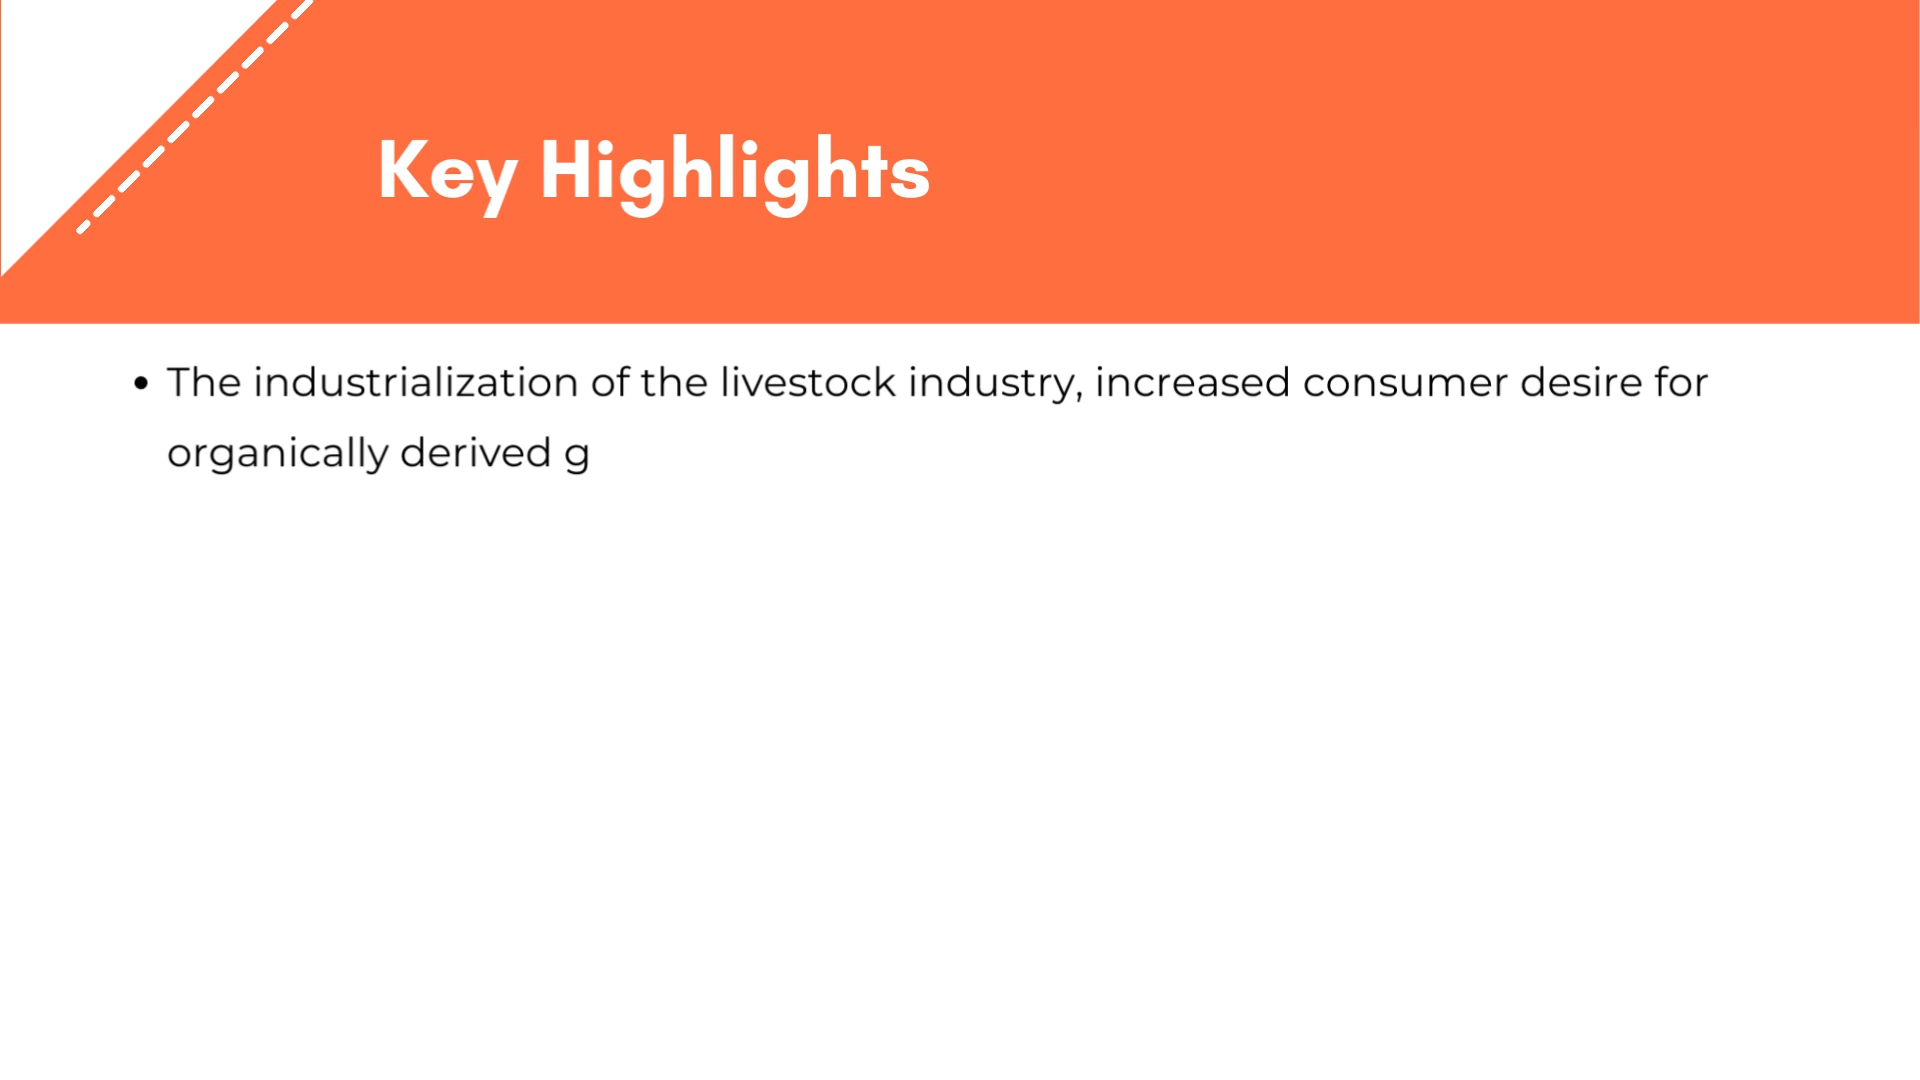 Key Highlights
• The industrialization of the livestock industry, increased consumer desire for
organically derived g